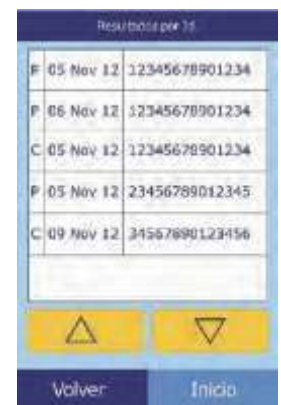 Resultados por Id.
P 05 Nov 12 12345678901234
P 06 Nov 12 12345678901234
C 05 Nov 12 12345678901234
P 05 Nov 12 23456789012345
C 09 Nov 12 34567890123456
Volver Inicio